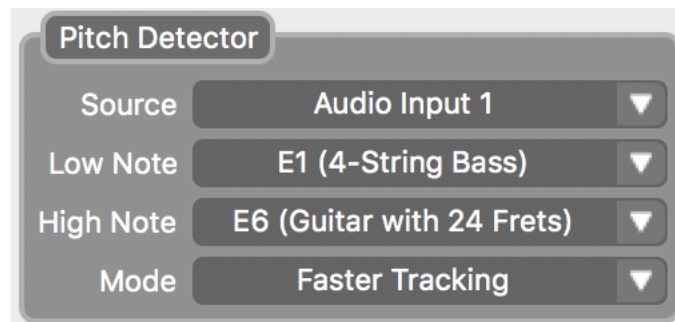 Pitch Detector
Source Audio Input 1
Low Note E1 (4-String Bass)
High Note E6 (Guitar with 24 Frets)
Mode Faster Tracking